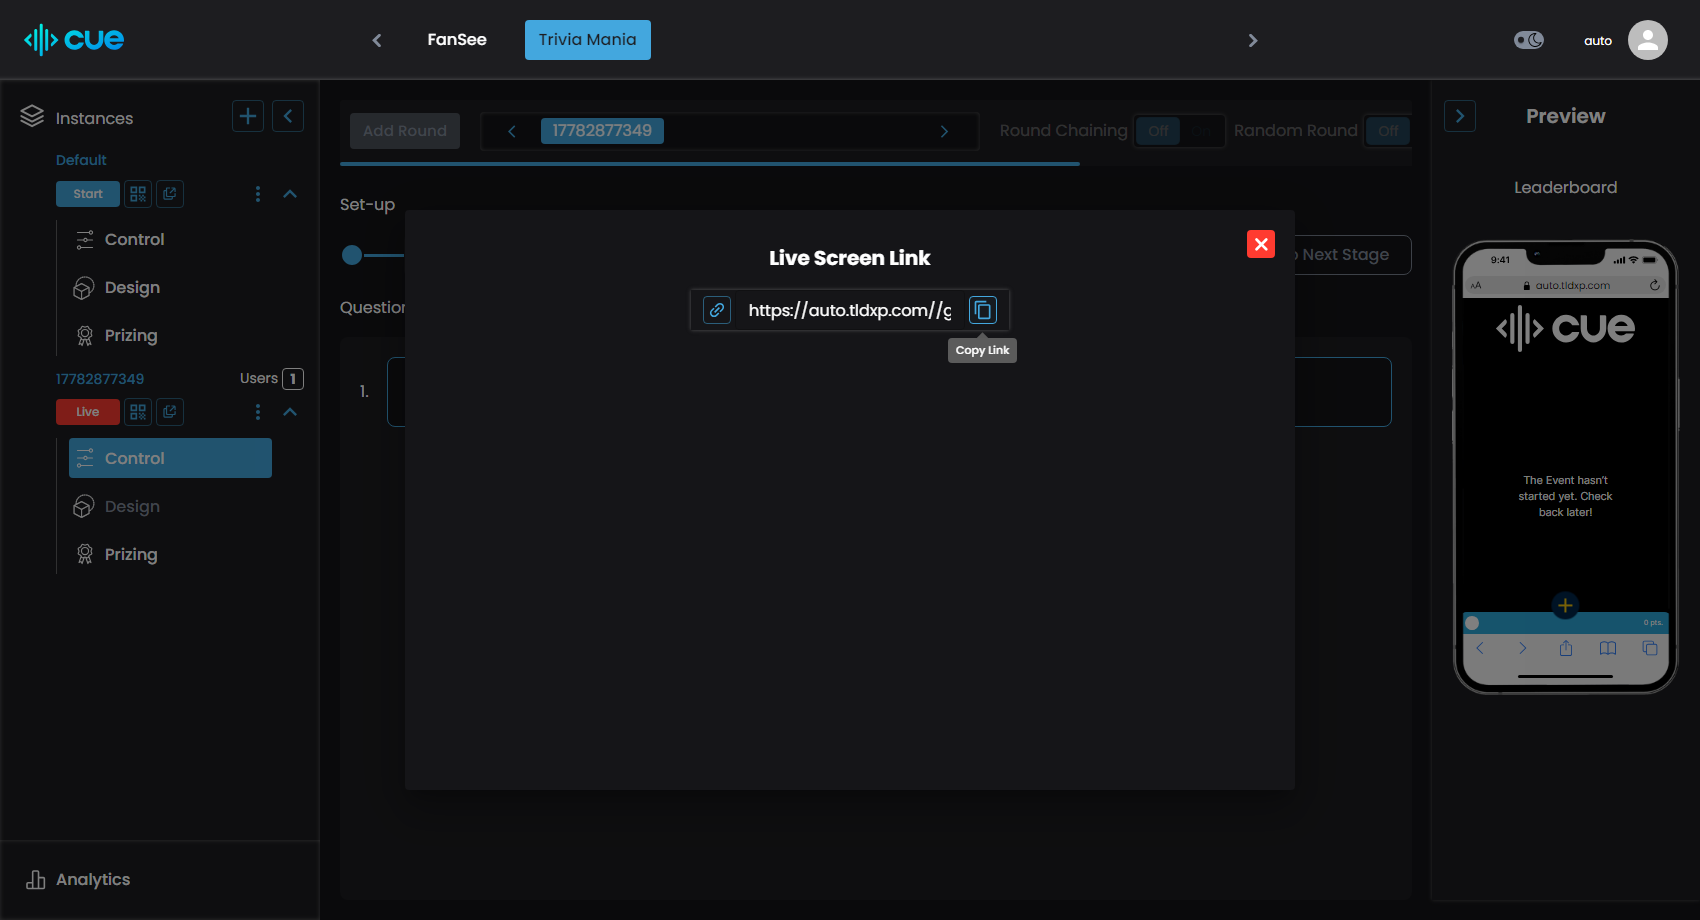 cue
FanSee
Trivia Mania
auto
Instances
Default
Start
Control
Design
Prizing
17782877349
Users 1
Live
Control
Design
Prizing
Analytics
Add Round
17782877349
Round Chaining
Off
On
Random Round
Off
Set-up
Next Stage
1.
Live Screen Link
https://auto.tldxp.com//g
Copy Link
Preview
Leaderboard
9:41
AA
auto.tldxp.com
cue
The Event hasn't
started yet. Check
back later!
0 pts.